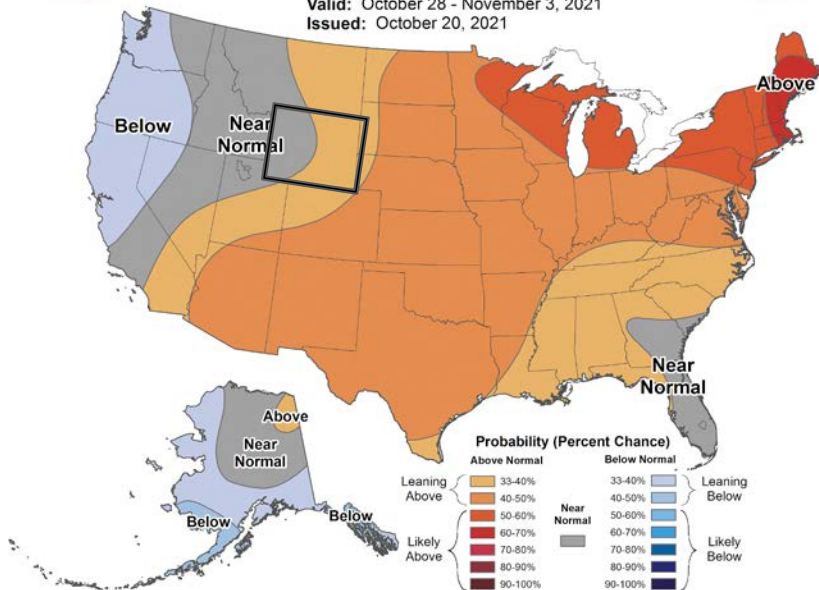 Valid: October 28 - November 3, 2021
Issued: October 20, 2021
Above
Below
Near
Normal
Near
Normal
Above
Near
Normal
Below
Below
Probability (Percent Chance)
Above Normal
Below Normal
Leaning
Above
33-40%
40-50%
Likely
Above
50-60%
60-70%
70-80%
80-90%
90-100%
Near
Normal
33-40%
40-50%
Leaning
Below
50-60%
60-70%
70-80%
80-90%
90-100%
Likely
Below